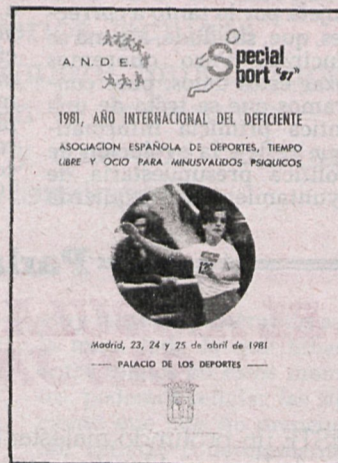 A.N.D.E.
Special
Sport "81"
1981, AÑO INTERNACIONAL DEL DEFICIENTE
ASOCIACION ESPAÑOLA DE DEPORTES, TIEMPO
LIBRE Y OCIO PARA MINUSVALIDOS PSIQUICOS
Madrid, 23, 24 y 25 de abril de 1981
PALACIO DE LOS DEPORTES